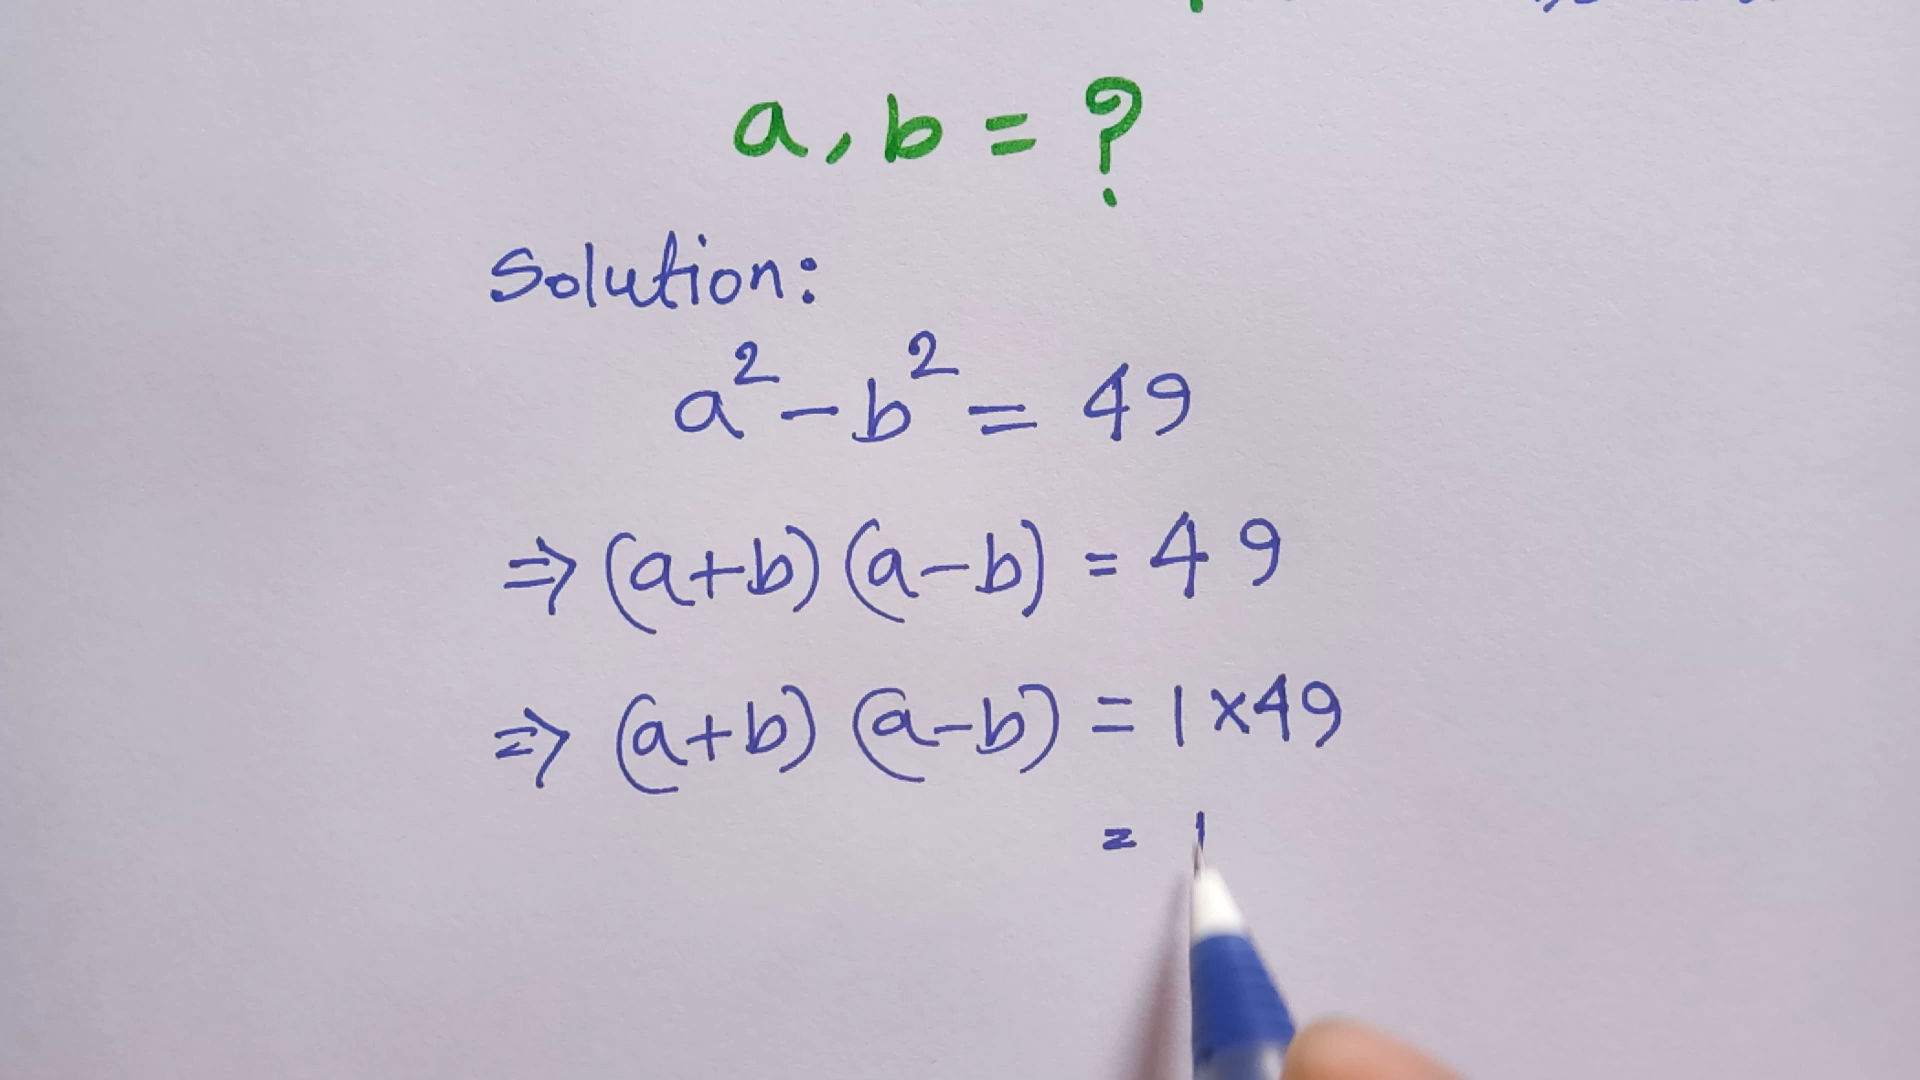 a, b = ?
Solution:
a² - b² = 49
⇒ (a+b) (a-b) = 49
⇒ (a+b) (a-b) = 1×49
= 1